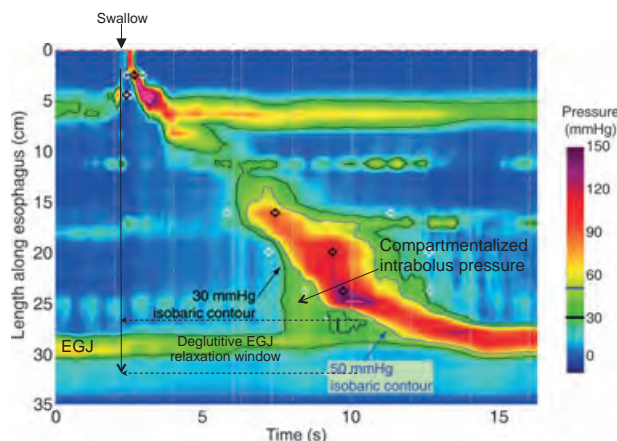 Swallow
Length along esophagus (cm)
0
5
10
15
20
25
30
35
0
5
10
15
Time (s)
Compartmentalized
intrabolus pressure
30 mmHg
isobaric contour
EGJ
Deglutitive EGJ
relaxation window
50 mmHg
isobaric contour
Pressure
(mmHg)
150
120
90
60
30
0